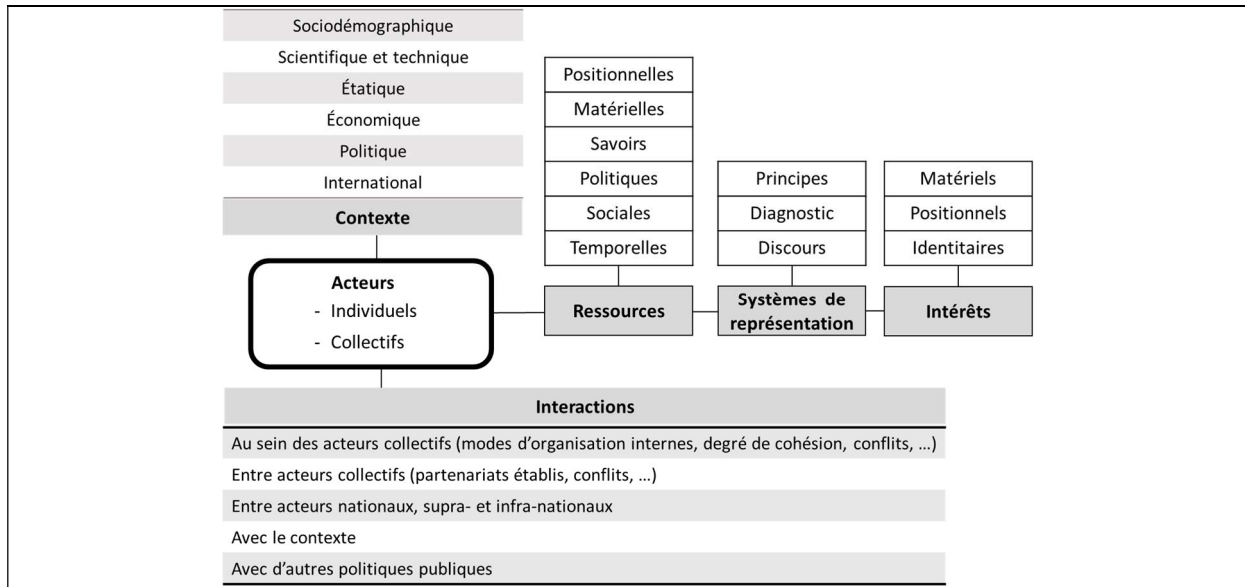 Sociodémographique
Scientifique et technique
Étatique
Économique
Politique
International
Contexte
Acteurs
- Individuels
- Collectifs
Positionnelles
Matérielles
Savoirs
Politiques
Sociales
Temporelles
Ressources
Principes
Diagnostic
Discours
Systèmes de
représentation
Matériels
Positionnels
Identitaires
Intérêts
Interactions
Au sein des acteurs collectifs (modes d’organisation internes, degré de cohésion, conflits, …)
Entre acteurs collectifs (partenariats établis, conflits, …)
Entre acteurs nationaux, supra- et infra-nationaux
Avec le contexte
Avec d’autres politiques publiques